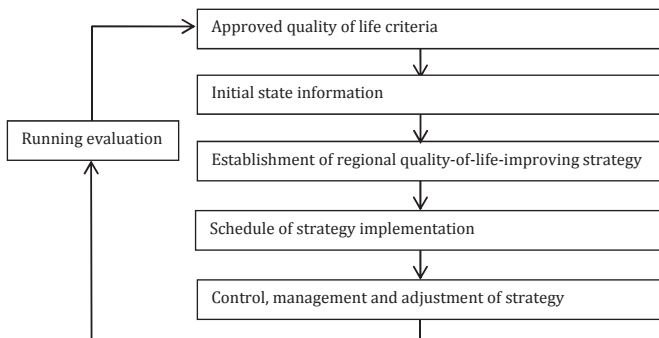 Approved quality of life criteria
Initial state information
Running evaluation
Establishment of regional quality-of-life-improving strategy
Schedule of strategy implementation
Control, management and adjustment of strategy